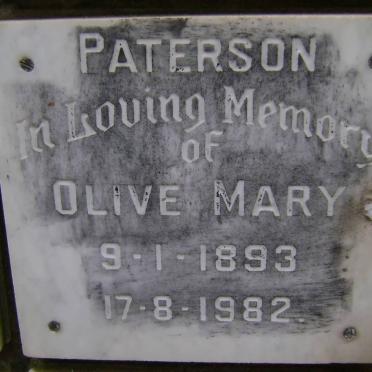 PATERSON
In Loving Memory
of
OLIVE MARY
9-1-1893
17-8-1982.